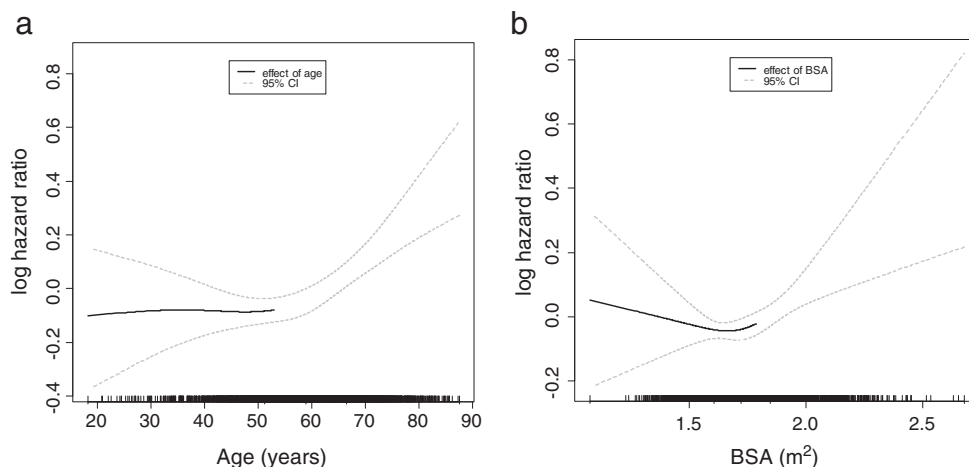 a
0.8
0.6
0.4
0.2
0.0
-0.2
-0.4
log hazard ratio
effect of age
95% CI
20 30 40 50 60 70 80 90
Age (years)
b
0.8
0.6
0.4
0.2
0.0
-0.2
log hazard ratio
effect of BSA
95% CI
1.5 2.0 2.5
BSA (m²)